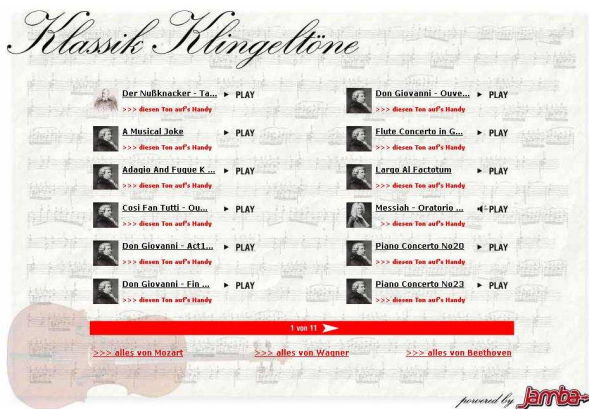 Klassik Klingeltöne
Der Nußknacker - Ta... ► PLAY
>>> diesen Ton auf's Handy
A Musical Joke ► PLAY
>>> diesen Ton auf's Handy
Adagio And Fugue K ... ► PLAY
>>> diesen Ton auf's Handy
Cosi Fan Tutti - Ou... ► PLAY
>>> diesen Ton auf's Handy
Don Giovanni - Act1... ► PLAY
>>> diesen Ton auf's Handy
Don Giovanni - Fin ... ► PLAY
>>> diesen Ton auf's Handy
Don Giovanni - Ouve... ► PLAY
>>> diesen Ton auf's Handy
Flute Concerto in G... ► PLAY
>>> diesen Ton auf's Handy
Largo Al Factotum ► PLAY
>>> diesen Ton auf's Handy
Messiah - Oratorio ... PLAY
>> diesen Ton auf's Handy
Piano Concerto No20 ► PLAY
>>> diesen Ton auf's Handy
Piano Concerto No23 ► PLAY
>>> diesen Ton auf's Handy
1 von 11
>>> alles von Mozart
>>> alles von Wagner
>>> alles von Beethoven
powered by Jamba